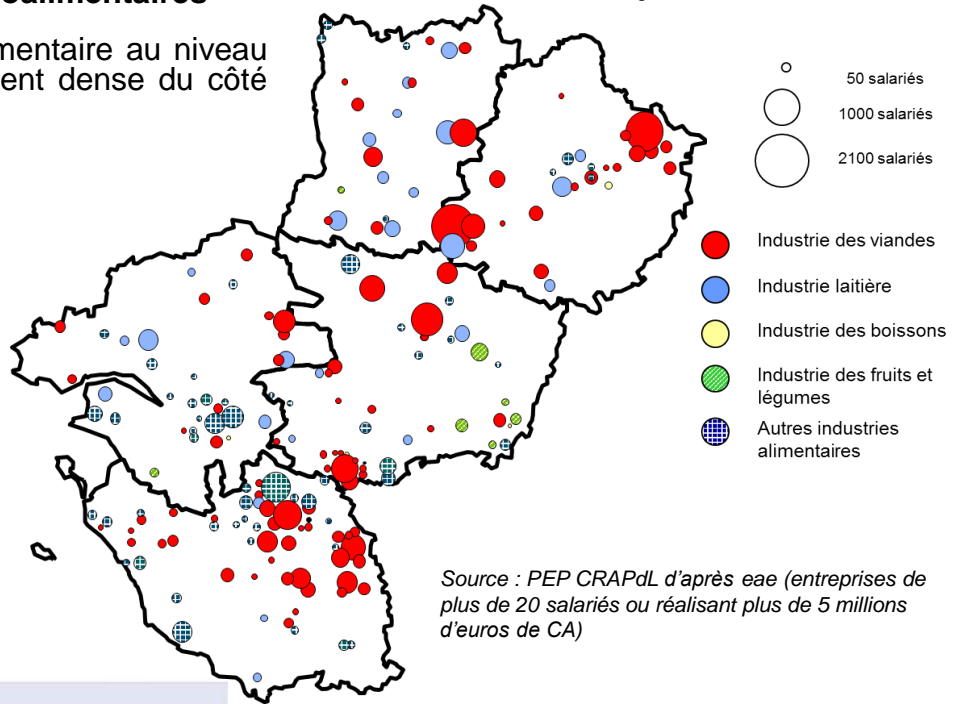 mentaire au niveau
ent dense du côté
50 salariés
1000 salariés
2100 salariés
Industrie des viandes
Industrie laitière
Industrie des boissons
Industrie des fruits et
légumes
Autres industries
alimentaires
Source : PEP CRAPdL d'après eae (entreprises de
plus de 20 salariés ou réalisant plus de 5 millions
d'euros de CA)